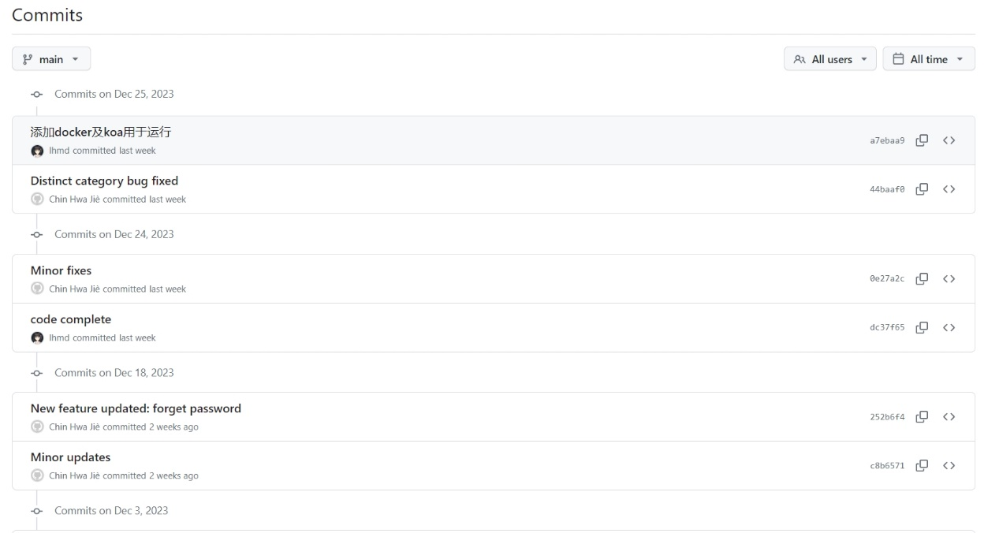 Commits
main
All users
All time
Commits on Dec 25, 2023
添加docker及koa用于运行
lhmd committed last week
a7ebaa9
Distinct category bug fixed
Chin Hwa Jiè committed last week
44baaf0
Commits on Dec 24, 2023
Minor fixes
Chin Hwa Jiè committed last week
0e27a2c
code complete
lhmd committed last week
dc37f65
Commits on Dec 18, 2023
New feature updated: forget password
Chin Hwa Jiè committed 2 weeks ago
252b6f4
Minor updates
Chin Hwa Jiè committed 2 weeks ago
c8b6571
Commits on Dec 3, 2023